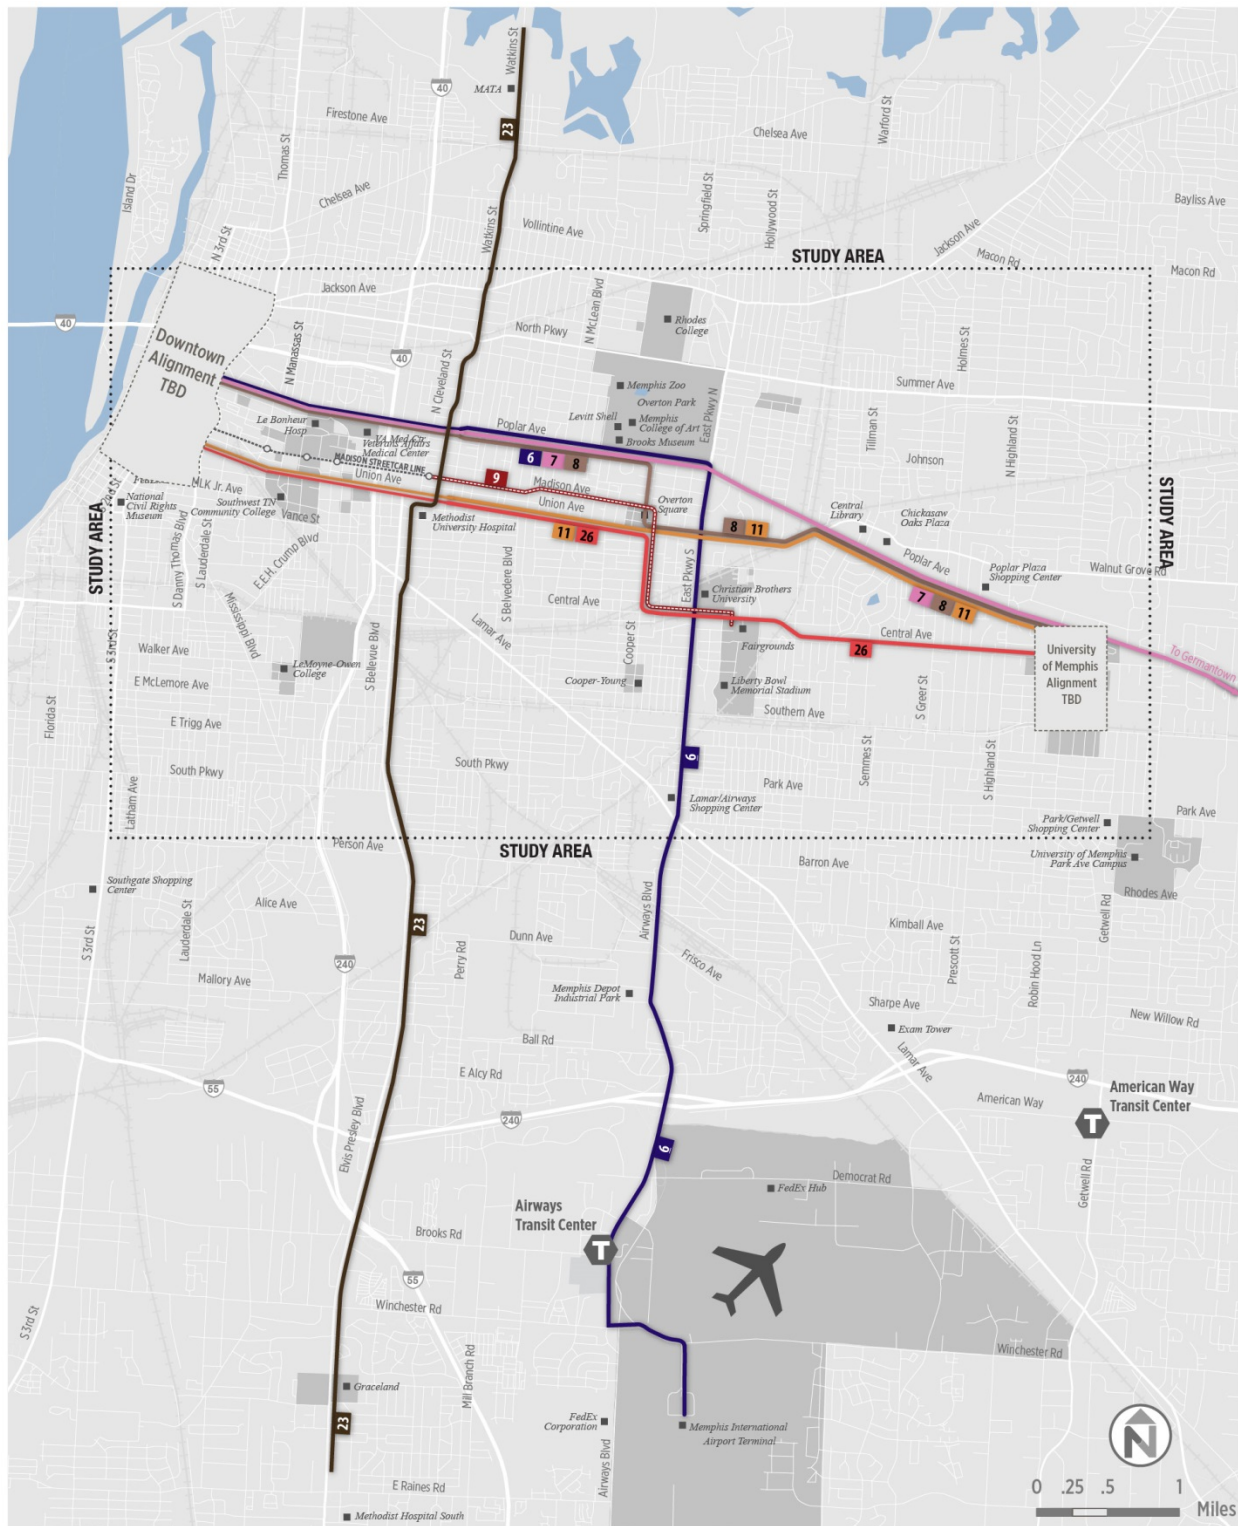 Watkins St
40
MATA
Firestone Ave
23
Chelsea Ave
Warford St
Thomas St
Island Dr
Chelsea Ave
Springfield St
Hollywood St
Bayliss Ave
N 3rd St
Watkins St
Vollintine Ave
Jackson Ave
STUDY AREA
Macon Rd
Macon Rd
Jackson Ave
N McLean Blvd
40
North Pkwy
Rhodes
College
Holmes St
Downtown
Alignment
TBD
N Manassas St
40
N Cleveland St
Summer Ave
Memphis Zoo
Overton Park
East Pkwy N
Levitt Shell
Memphis
College of Art
Brooks Museum
Tillman St
N Highland St
Le Bonheur
Hosp
VA Med Ctr
Veterans Affairs
Medical Center
Poplar Ave
6
7
8
Johnson
MADISON STREETCAR LINE
Union Ave
9
Madison Ave
Union Ave
Overton
Square
MLK Jr. Ave
S 2nd St
National
Civil Rights
Museum
Southwest TN
Community College
Vance St
Methodist
University Hospital
11
26
8
11
Central
Library
Chickasaw
Oaks Plaza
STUDY AREA
STUDY AREA
S Danny Thomas Blvd
S Lauderdale St
E.E.H. Crump Blvd
S Belvedere Blvd
East Pkwy S
Poplar Ave
Poplar Plaza
Shopping Center
Walnut Grove Rd
Mississippi Blvd
Central Ave
Christian Brothers
University
7
8
11
S 3rd St
Walker Ave
Lamar Ave
Cooper St
Fairgrounds
Central Ave
26
University
of Memphis
Alignment
TBD
To Germantown
LeMoyne-Owen
College
S Bellevue Blvd
E McLemore Ave
Cooper-Young
Liberty Bowl
Memorial Stadium
S Greer St
Florida St
Southern Ave
E Trigg Ave
South Pkwy
South Pkwy
6
Semmes St
S Highland St
Park Ave
Latham Ave
Lamar/Airways
Shopping Center
Park Ave
Park/Getwell
Shopping Center
Person Ave
STUDY AREA
Barron Ave
University of Memphis
Park Ave Campus
Southgate Shopping
Center
Rhodes Ave
Alice Ave
Lauderdale St
S 3rd St
23
Airways Blvd
Getwell Rd
Kimball Ave
Dunn Ave
Perry Rd
Frisco Ave
Prescott St
Robin Hood Ln
240
Mallory Ave
Memphis Depot
Industrial Park
Sharpe Ave
New Willow Rd
Exam Tower
Ball Rd
E Alcy Rd
Lamar Ave
55
240
240
American Way
American Way
Transit Center
T
Elvis Presley Blvd
6
Democrat Rd
FedEx Hub
Getwell Rd
Airways
Transit Center
T
Brooks Rd
55
Winchester Rd
S 3rd St
Winchester Rd
Mill Branch Rd
Graceland
23
FedEx
Corporation
Memphis International
Airport Terminal
Airways Blvd
N
E Raines Rd
0 .25 .5 1
Miles
Methodist Hospital South